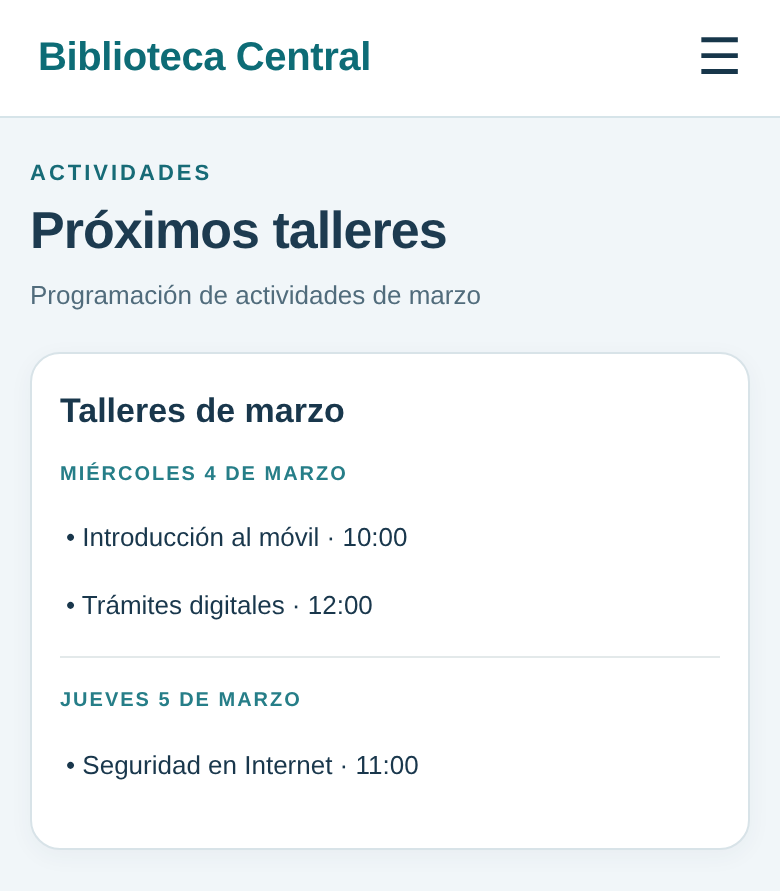 Biblioteca Central
ACTIVIDADES
Próximos talleres
Programación de actividades de marzo
Talleres de marzo
MIÉRCOLES 4 DE MARZO
• Introducción al móvil · 10:00
• Trámites digitales · 12:00
JUEVES 5 DE MARZO
• Seguridad en Internet · 11:00